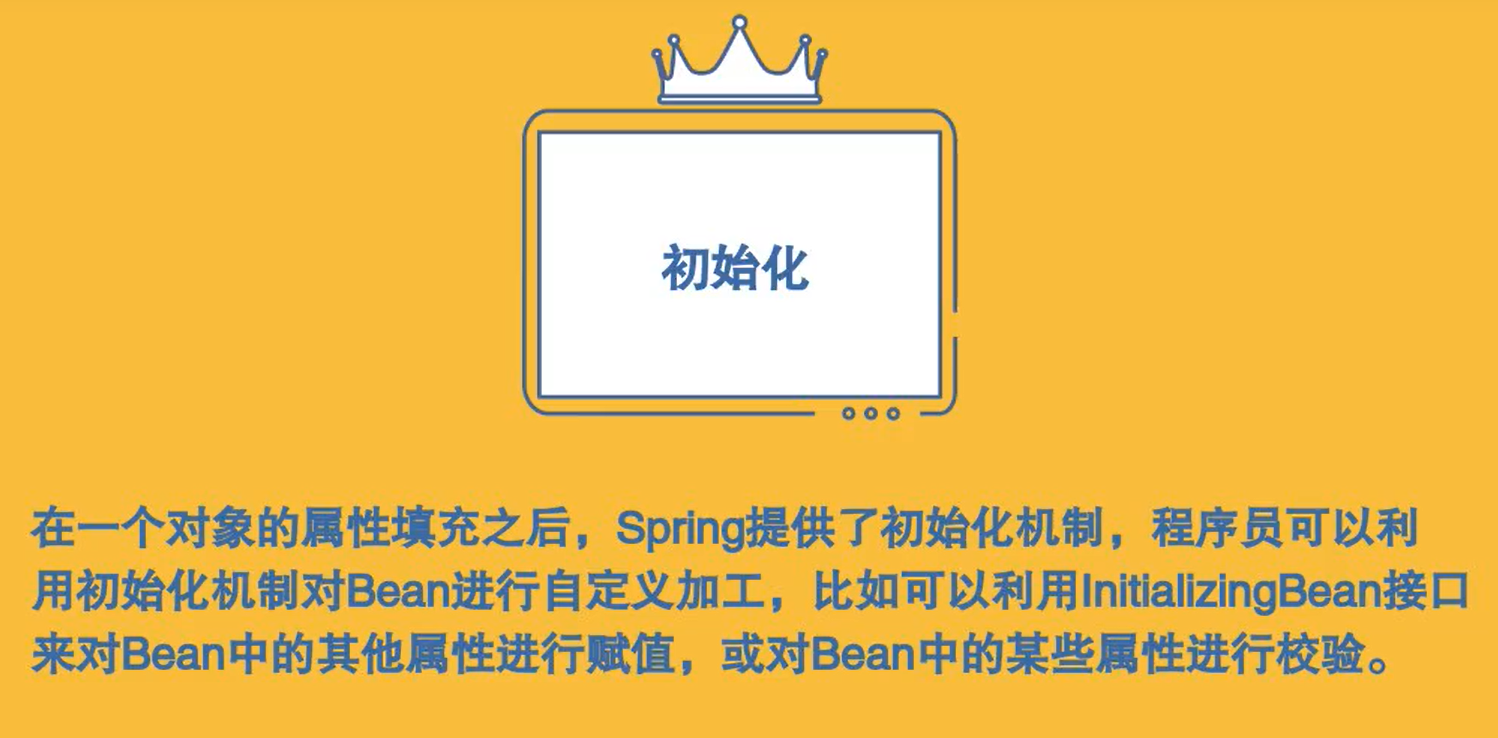 初始化
在一个对象的属性填充之后，Spring提供了初始化机制，程序员可以利
用初始化机制对Bean进行自定义加工，比如可以利用InitializingBean接口
来对Bean中的其他属性进行赋值，或对Bean中的某些属性进行校验。